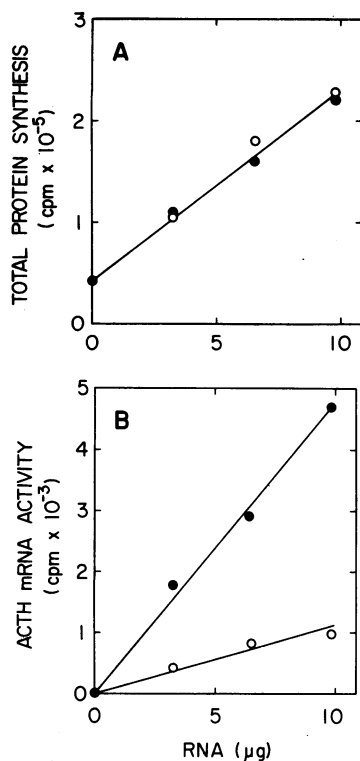 A
TOTAL PROTEIN SYNTHESIS
(cpm x 10-5)
3
2
1
0
0
5
10
B
ACTH mRNA ACTIVITY
(cpm x 10-3)
5
4
3
2
1
0
0
5
10
RNA (µg)